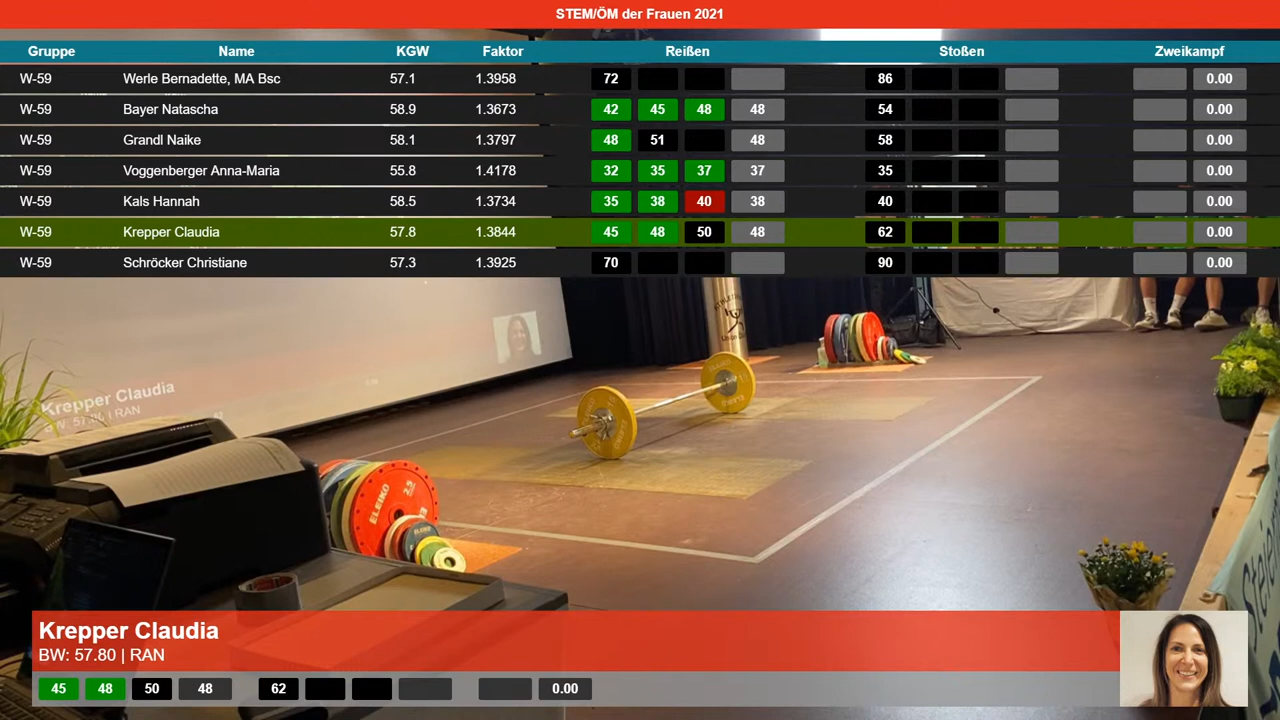 STEM/ÖM der Frauen 2021
Gruppe Name KGW Faktor Reißen Stoßen Zweikampf
W-59 Werle Bernadette, MA Bsc 57.1 1.3958 72 86 0.00
W-59 Bayer Natascha 58.9 1.3673 42 45 48 48 54 0.00
W-59 Grandl Naike 58.1 1.3797 48 51 48 58 0.00
W-59 Voggenberger Anna-Maria 55.8 1.4178 32 35 37 37 35 0.00
W-59 Kals Hannah 58.5 1.3734 35 38 40 38 40 0.00
W-59 Krepper Claudia 57.8 1.3844 45 48 50 48 62 0.00
W-59 Schröcker Christiane 57.3 1.3925 70 90 0.00
Krepper Claudia
BW: 57.80 | RAN
ELEIKO
25
Krepper Claudia
BW: 57.80 | RAN
45 48 50 48 62 0.00